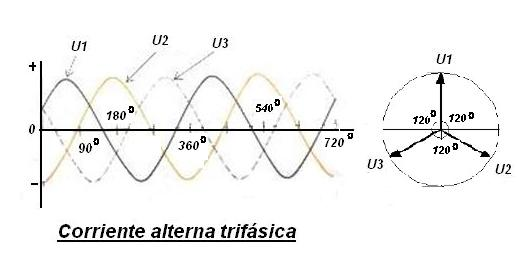 U1 U2 U3
+
180°
540°
0
90°
360°
720°
–
Corriente alterna trifásica
U1
120° 120°
120°
U3
U2